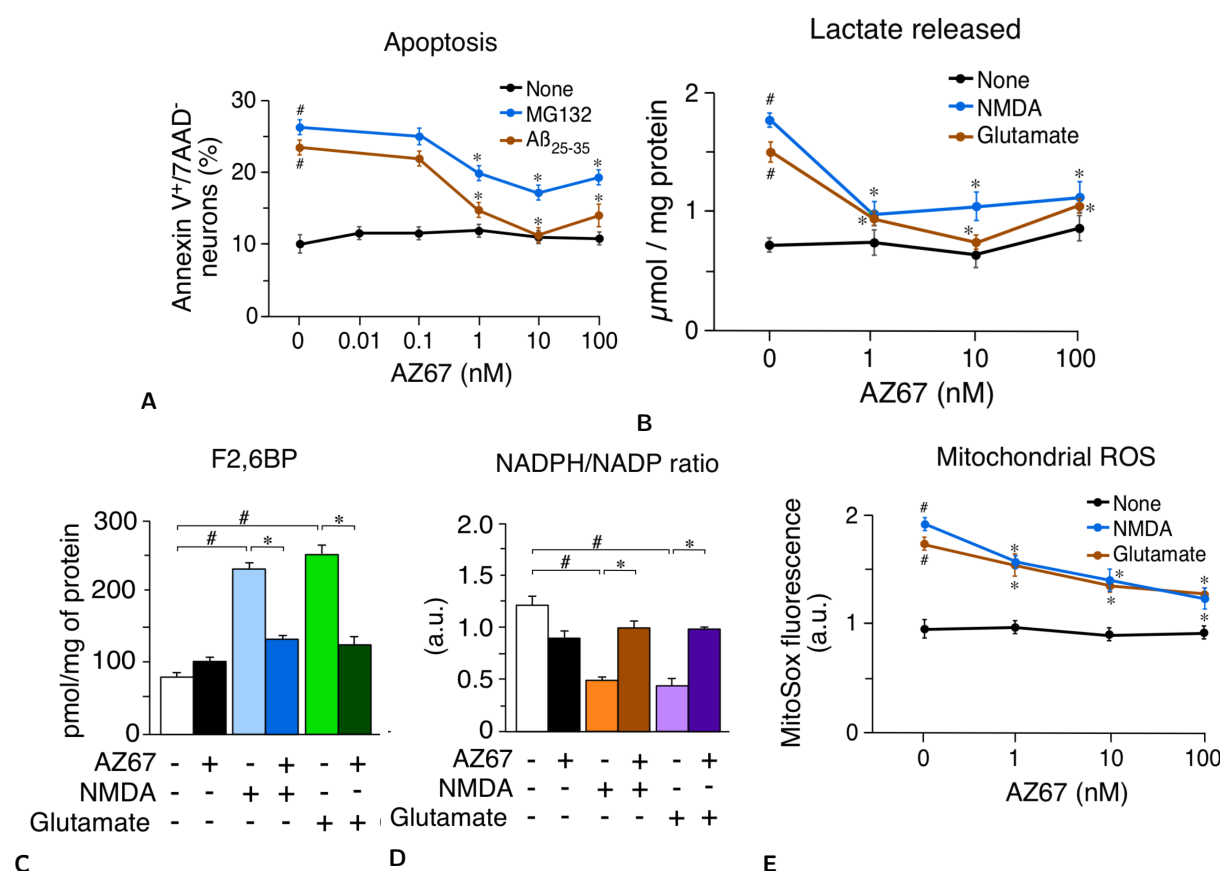 Apoptosis
None
MG132
Aß25-35
Annexin V+/7AAD-
neurons (%)
30
20
10
0
#
#
* * *
* * *
0 0.01 0.1 1 10 100
AZ67 (nM)
A
Lactate released
None
NMDA
Glutamate
µmol / mg protein
2
1
0
#
#
* * *
* * *
0 1 10 100
AZ67 (nM)
B
F2,6BP
pmol/mg of protein
300
200
100
0
#
# *
*
AZ67 - + - + - +
NMDA - - + + - -
Glutamate - - - - + +
C
NADPH/NADP ratio
(a.u.)
2.0
1.5
1.0
0.5
0
#
# *
*
AZ67 - + - + - +
NMDA - - + + - -
Glutamate - - - - + +
D
Mitochondrial ROS
None
NMDA
Glutamate
MitoSox fluorescence
(a.u.)
2
1
0
#
#
* * *
* * *
0 1 10 100
AZ67 (nM)
E